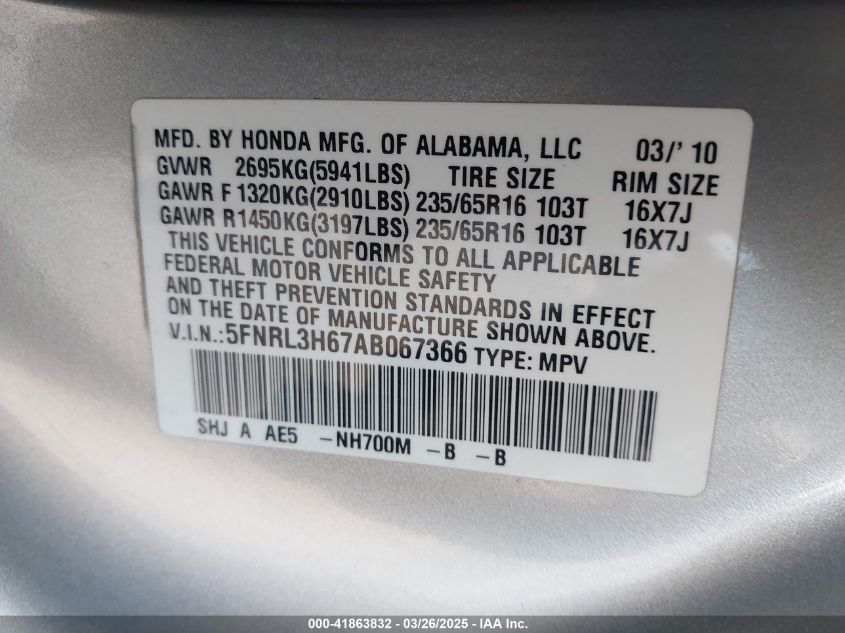 MFD. BY HONDA MFG. OF ALABAMA, LLC 03/' 10
GVWR 2695KG(5941LBS) TIRE SIZE RIM SIZE
GAWR F 1320KG(2910LBS) 235/65R16 103T 16X7J
GAWR R1450KG(3197LBS) 235/65R16 103T 16X7J
THIS VEHICLE CONFORMS TO ALL APPLICABLE
FEDERAL MOTOR VEHICLE SAFETY
AND THEFT PREVENTION STANDARDS IN EFFECT
ON THE DATE OF MANUFACTURE SHOWN ABOVE.
V.I.N.:5FNRL3H67AB067366 TYPE: MPV
SHJ A AE5 -NH700M -B -B
000-41863832 - 03/26/2025 - IAA Inc.